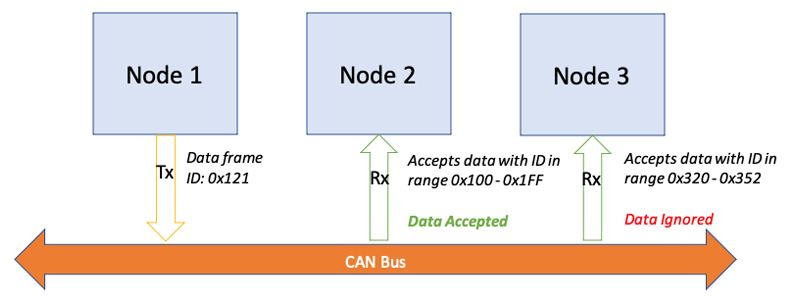 Node 1
Node 2
Node 3
Tx
Data frame
ID: 0x121
Rx
Accepts data with ID in
range 0x100 - 0x1FF
Data Accepted
Rx
Accepts data with ID in
range 0x320 - 0x352
Data Ignored
CAN Bus